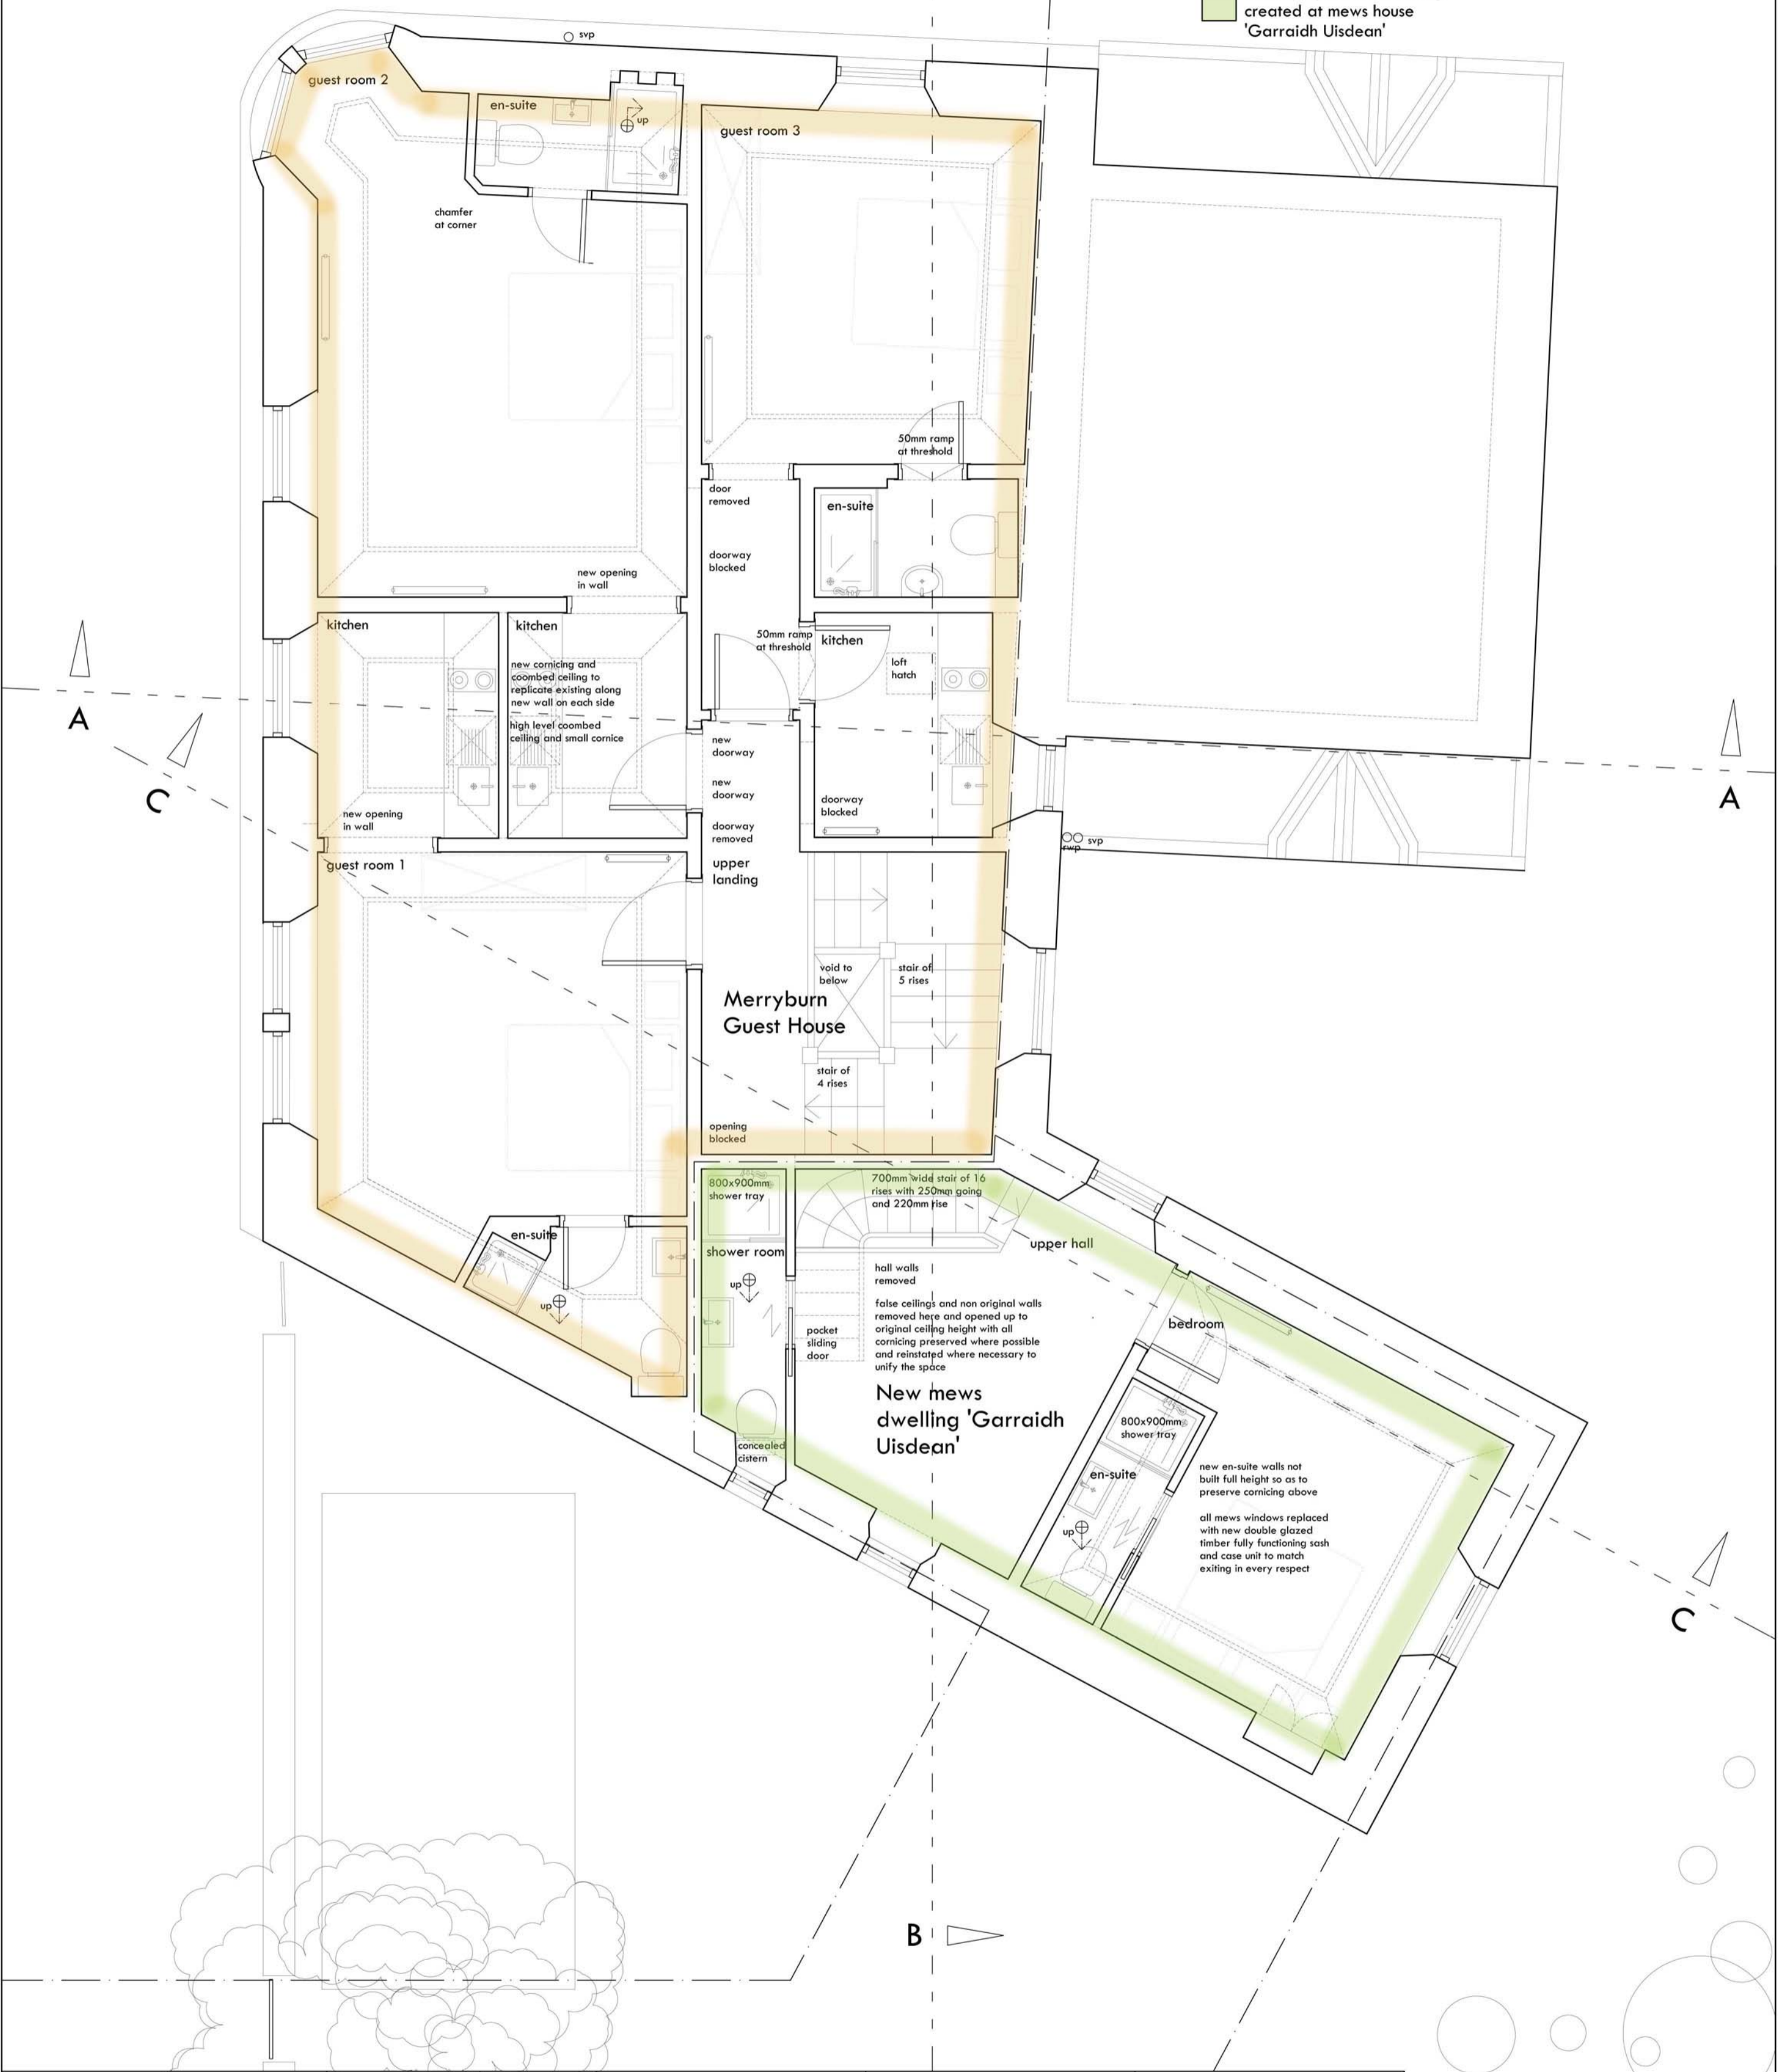 created at mews house
'Garraidh Uisdean'
svp
guest room 2
en-suite
up
guest room 3
chamfer
at corner
50mm ramp
at threshold
door
removed
en-suite
doorway
blocked
new opening
in wall
kitchen
kitchen
50mm ramp
at threshold
kitchen
loft
hatch
new cornicing and
coombed ceiling to
replicate existing along
new wall on each side
high level coombed
ceiling and small cornice
A
C
A
new
doorway
new
doorway
doorway
blocked
new opening
in wall
doorway
removed
svp
rwp
guest room 1
upper
landing
void to
below
stair of
5 rises
Merryburn
Guest House
stair of
4 rises
opening
blocked
800x900mm
shower tray
700mm wide stair of 16
rises with 250mm going
and 220mm rise
en-suite
shower room
upper hall
up
up
hall walls
removed
false ceilings and non original walls
removed here and opened up to
original ceiling height with all
cornicing preserved where possible
and reinstated where necessary to
unify the space
pocket
sliding
door
bedroom
New mews
dwelling 'Garraidh
Uisdean'
800x900mm
shower tray
concealed
cistern
en-suite
new en-suite walls not
built full height so as to
preserve cornicing above
up
all mews windows replaced
with new double glazed
timber fully functioning sash
and case unit to match
exiting in every respect
C
B